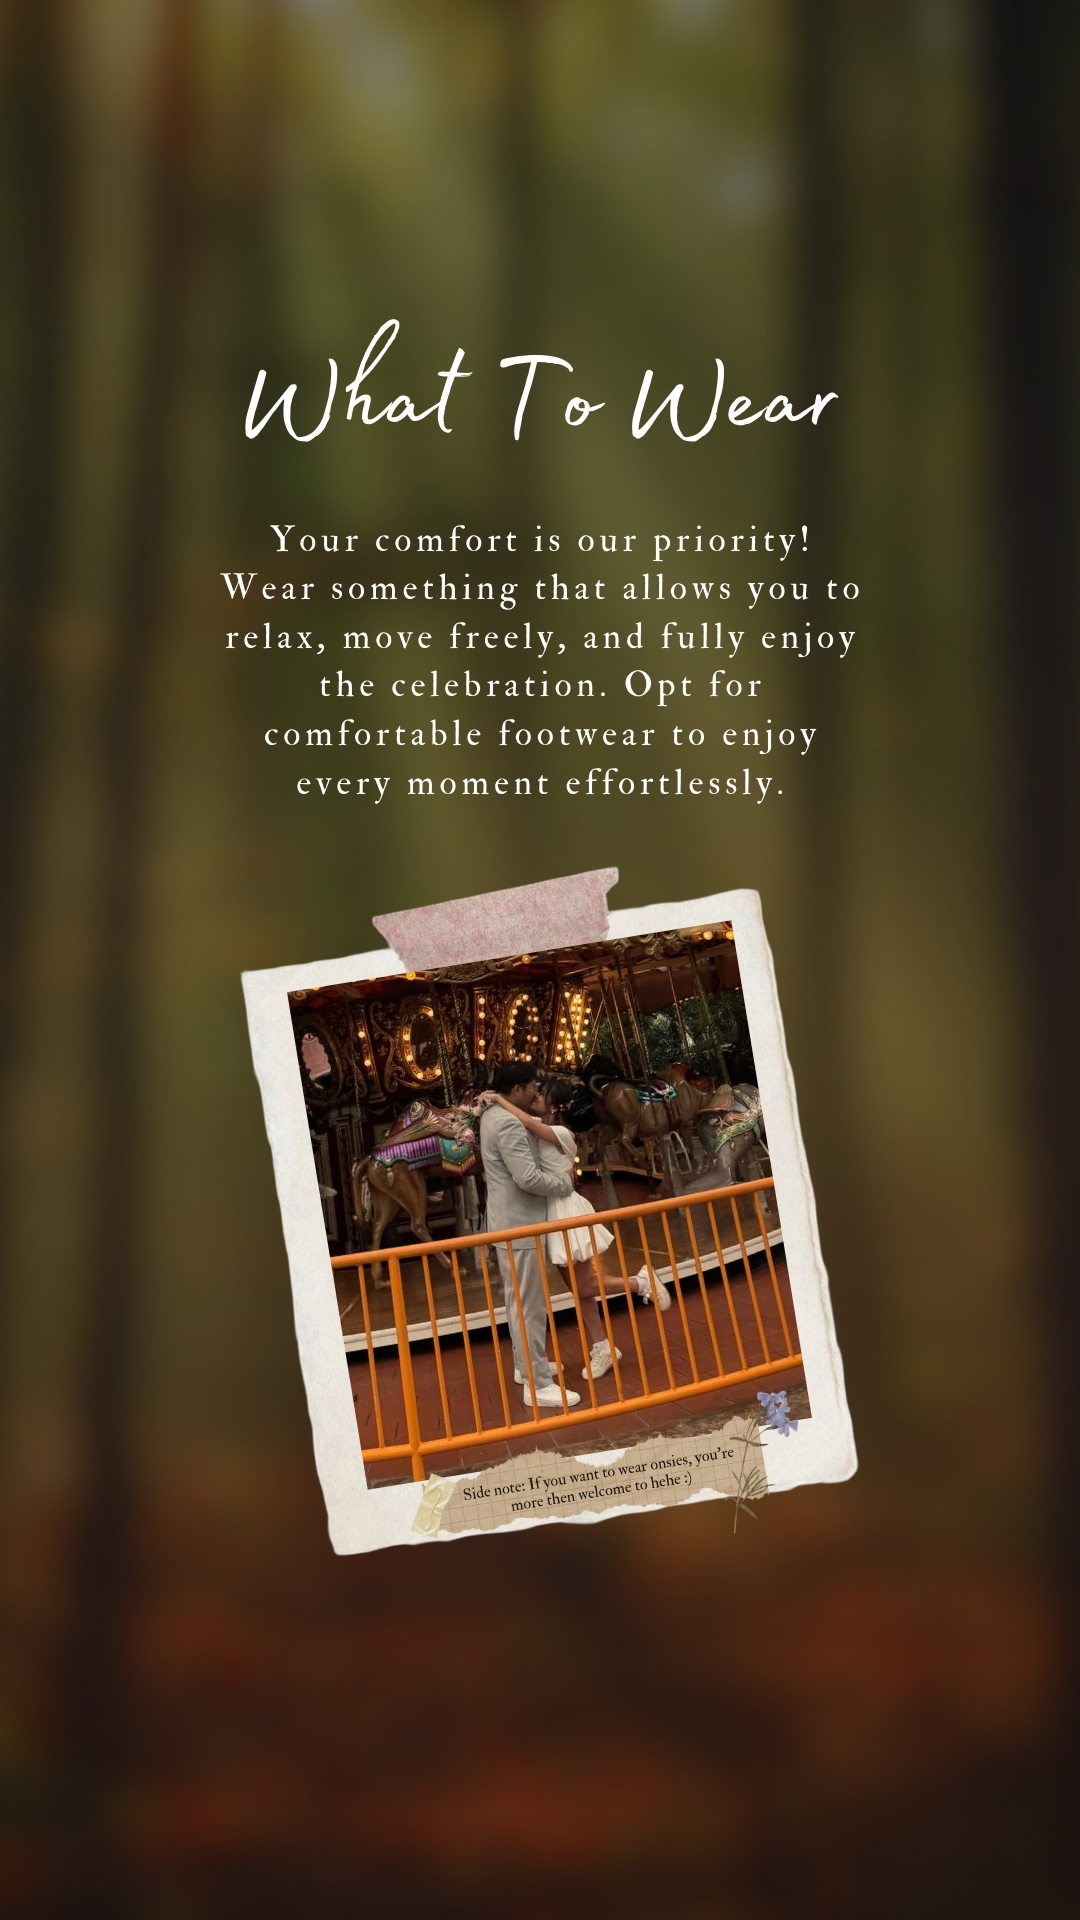 What To Wear
Your comfort is our priority!
Wear something that allows you to
relax, move freely, and fully enjoy
the celebration. Opt for
comfortable footwear to enjoy
every moment effortlessly.
Side note: If you want to wear onsies, you're
more then welcome to hehe :)